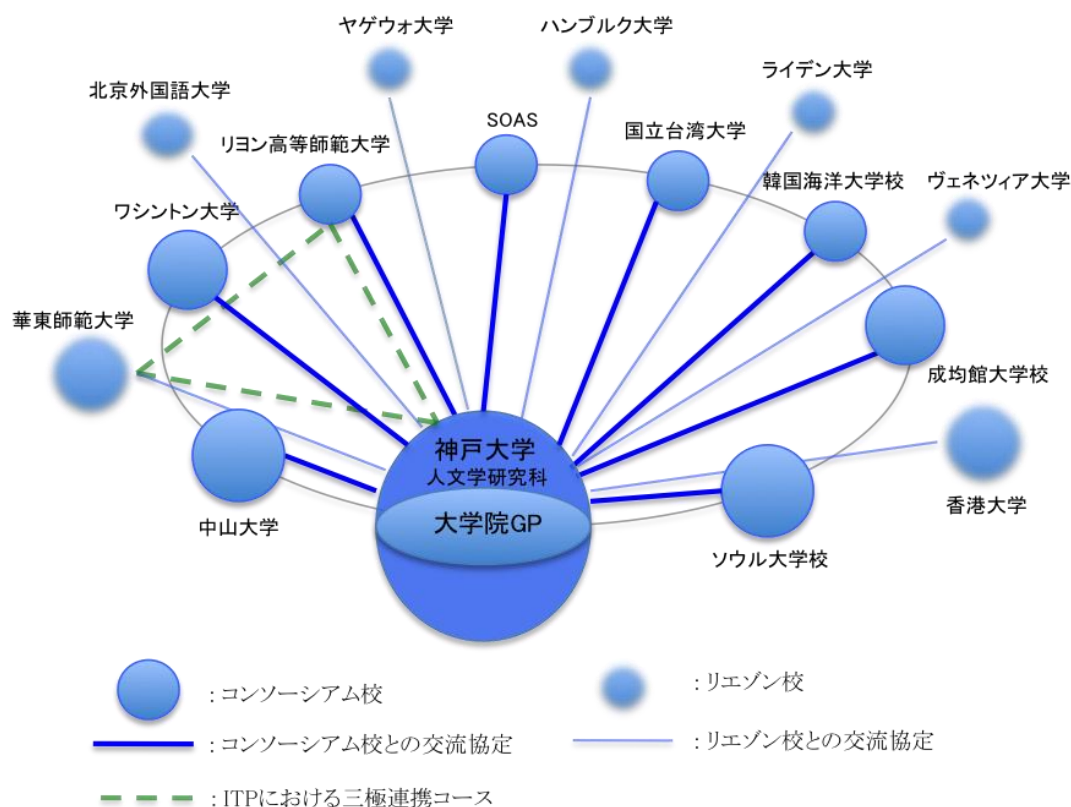 ヤゲウォ大学
ハンブルク大学
ライデン大学
北京外国語大学
SOAS
国立台湾大学
リヨン高等師範大学
韓国海洋大学校
ヴェネツィア大学
ワシントン大学
華東師範大学
成均館大学校
神戸大学
人文学研究科
大学院GP
香港大学
中山大学
ソウル大学校
：コンソーシアム校
：リエゾン校
：コンソーシアム校との交流協定
：リエゾン校との交流協定
：ITPにおける三極連携コース